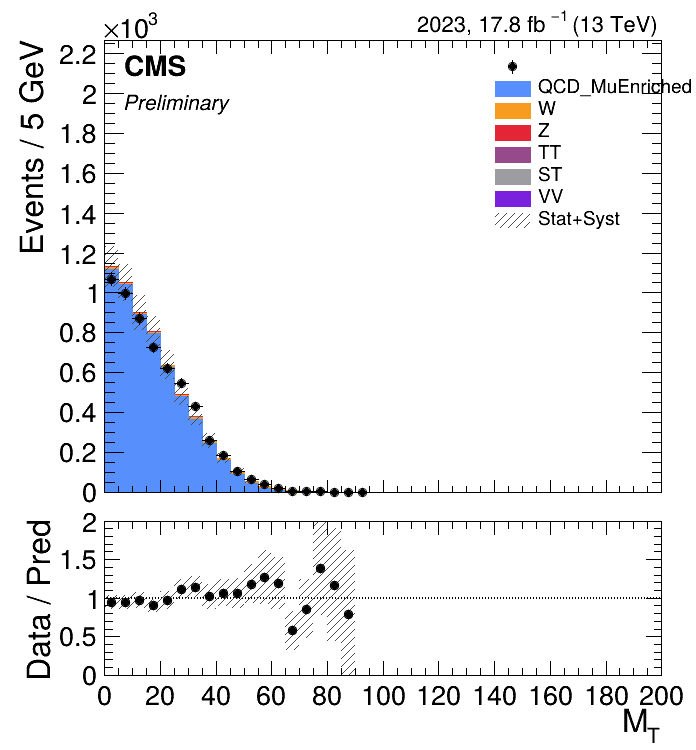 ×10³
2023, 17.8 fb⁻¹ (13 TeV)
CMS
Preliminary
QCD_MuEnriched
W
Z
TT
ST
VV
Stat+Syst
Events / 5 GeV
2.2
2
1.8
1.6
1.4
1.2
1
0.8
0.6
0.4
0.2
0
Data / Pred
2
1.5
1
0.5
0
0 20 40 60 80 100 120 140 160 180 200
M_T